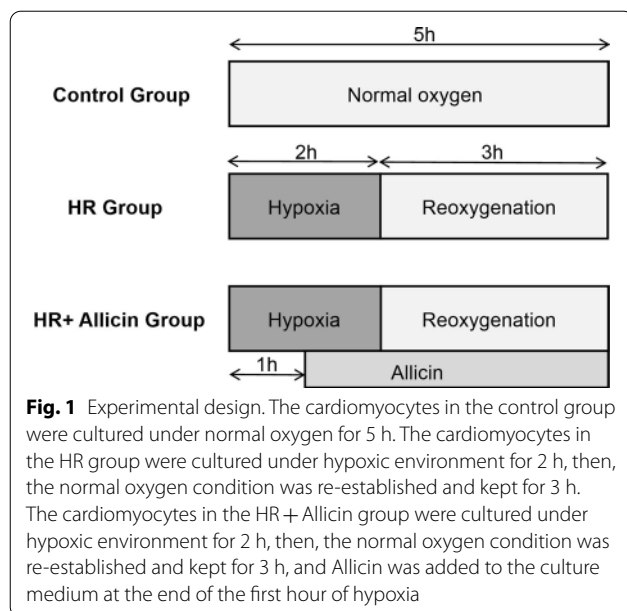 5h
Control Group
Normal oxygen
2h
3h
HR Group
Hypoxia
Reoxygenation
HR+ Allicin Group
Hypoxia
Reoxygenation
1h
Allicin
Fig. 1 Experimental design. The cardiomyocytes in the control group
were cultured under normal oxygen for 5 h. The cardiomyocytes in
the HR group were cultured under hypoxic environment for 2 h, then,
the normal oxygen condition was re-established and kept for 3 h.
The cardiomyocytes in the HR + Allicin group were cultured under
hypoxic environment for 2 h, then, the normal oxygen condition was
re-established and kept for 3 h, and Allicin was added to the culture
medium at the end of the first hour of hypoxia